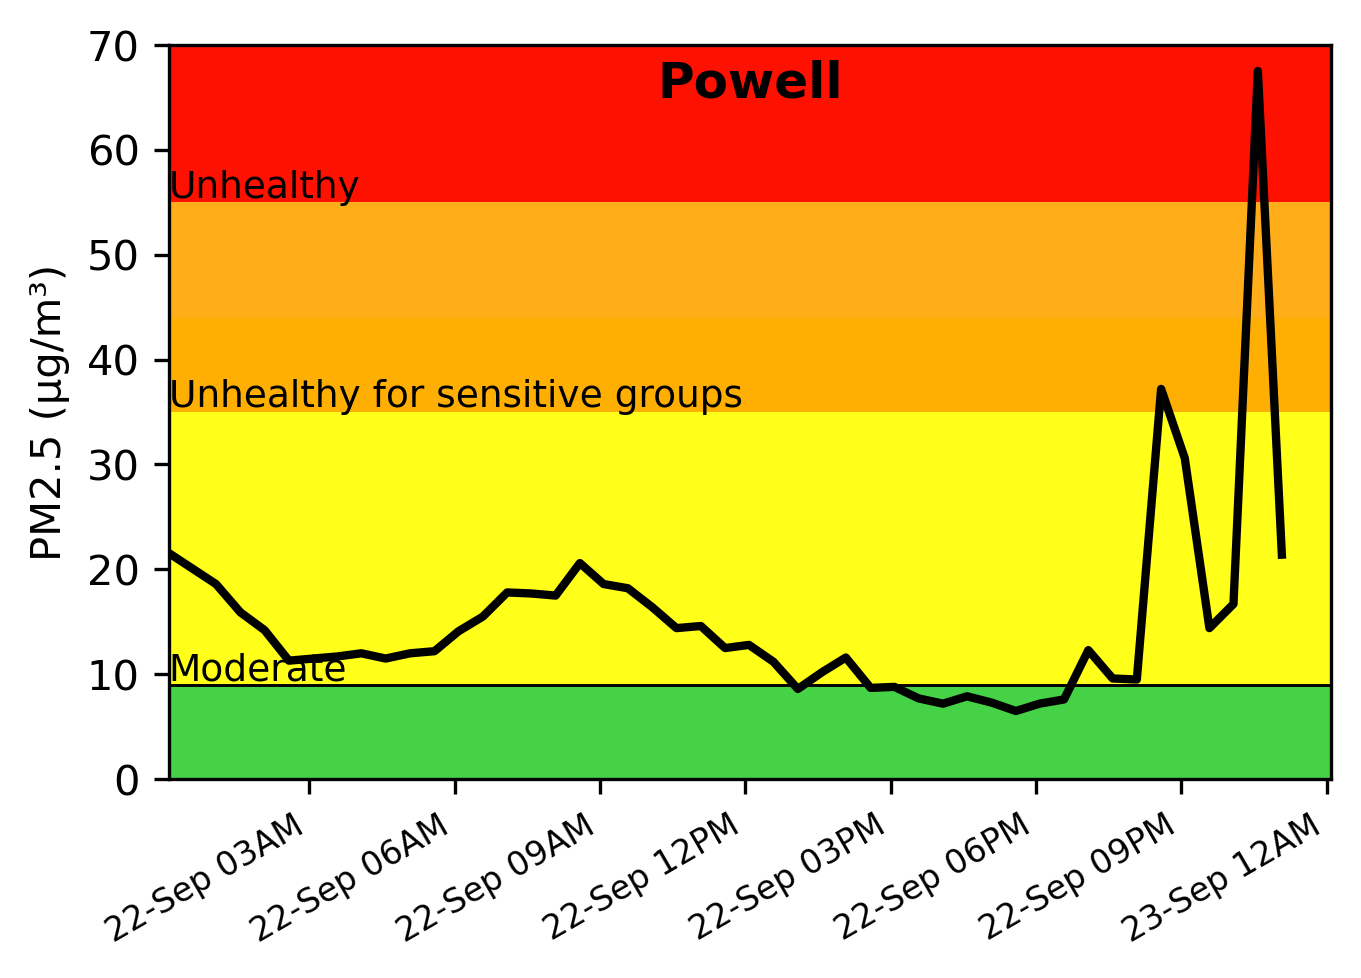 Powell
PM2.5 (μg/m³)
70
60
50
40
30
20
10
0
Unhealthy
Unhealthy for sensitive groups
Moderate
22-Sep 03AM
22-Sep 06AM
22-Sep 09AM
22-Sep 12PM
22-Sep 03PM
22-Sep 06PM
22-Sep 09PM
23-Sep 12AM